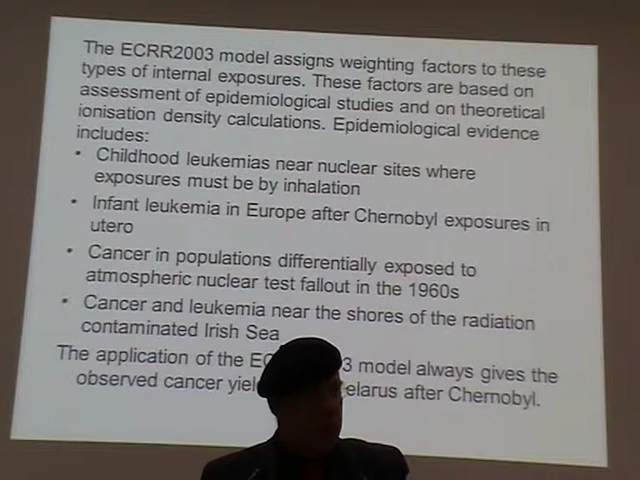 The ECRR2003 model assigns weighting factors to these
types of internal exposures. These factors are based on
assessment of epidemiological studies and on theoretical
ionisation density calculations. Epidemiological evidence
includes:
• Childhood leukemias near nuclear sites where
exposures must be by inhalation
• Infant leukemia in Europe after Chernobyl exposures in
utero
• Cancer in populations differentially exposed to
atmospheric nuclear test fallout in the 1960s
• Cancer and leukemia near the shores of the radiation
contaminated Irish Sea
The application of the 3 model always gives the
observed cancer after Chernobyl.